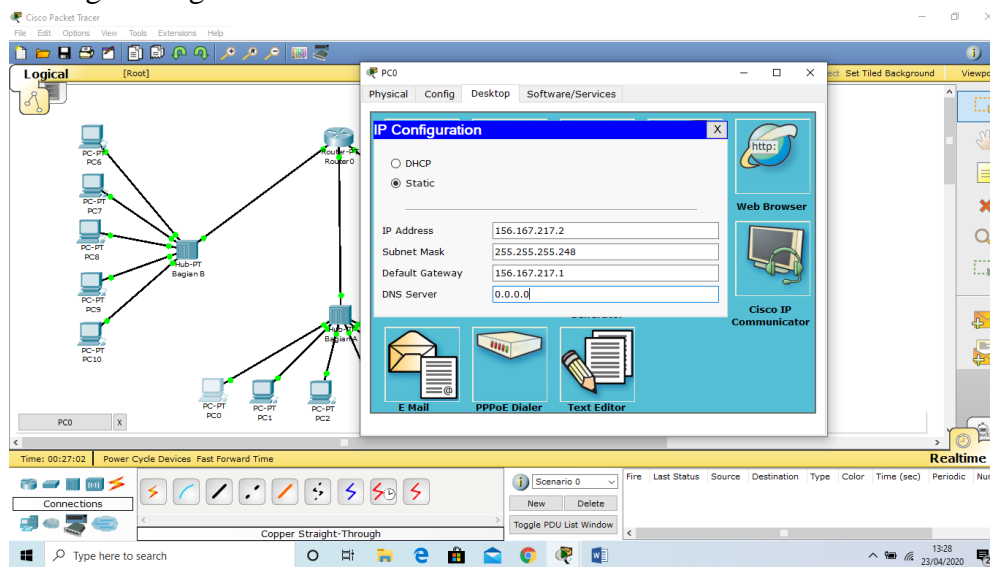 Cisco Packet Tracer
File Edit Options View Tools Extensions Help
Logical [Root] Set Tiled Background
PC0
Physical Config Desktop Software/Services
IP Configuration X
DHCP
Static
IP Address 156.167.217.2
Subnet Mask 255.255.255.248
Default Gateway 156.167.217.1
DNS Server 0.0.0.0
http:
Web Browser
Cisco IP
Communicator
E Mail PPPoE Dialer Text Editor
PC-PT
PC6
PC-PT
PC7
PC-PT
PC8
PC-PT
PC9
PC-PT
PC10
Hub-PT
Bagian B
Router0
Bagian A
PC-PT
PC0
PC-PT
PC1
PC-PT
PC2
PC0 X
Time: 00:27:02 Power Cycle Devices Fast Forward Time Realtime
Connections
Copper Straight-Through
Scenario 0
New Delete
Toggle PDU List Window
Fire Last Status Source Destination Type Color Time (sec) Periodic
Type here to search
13:28
23/04/2020